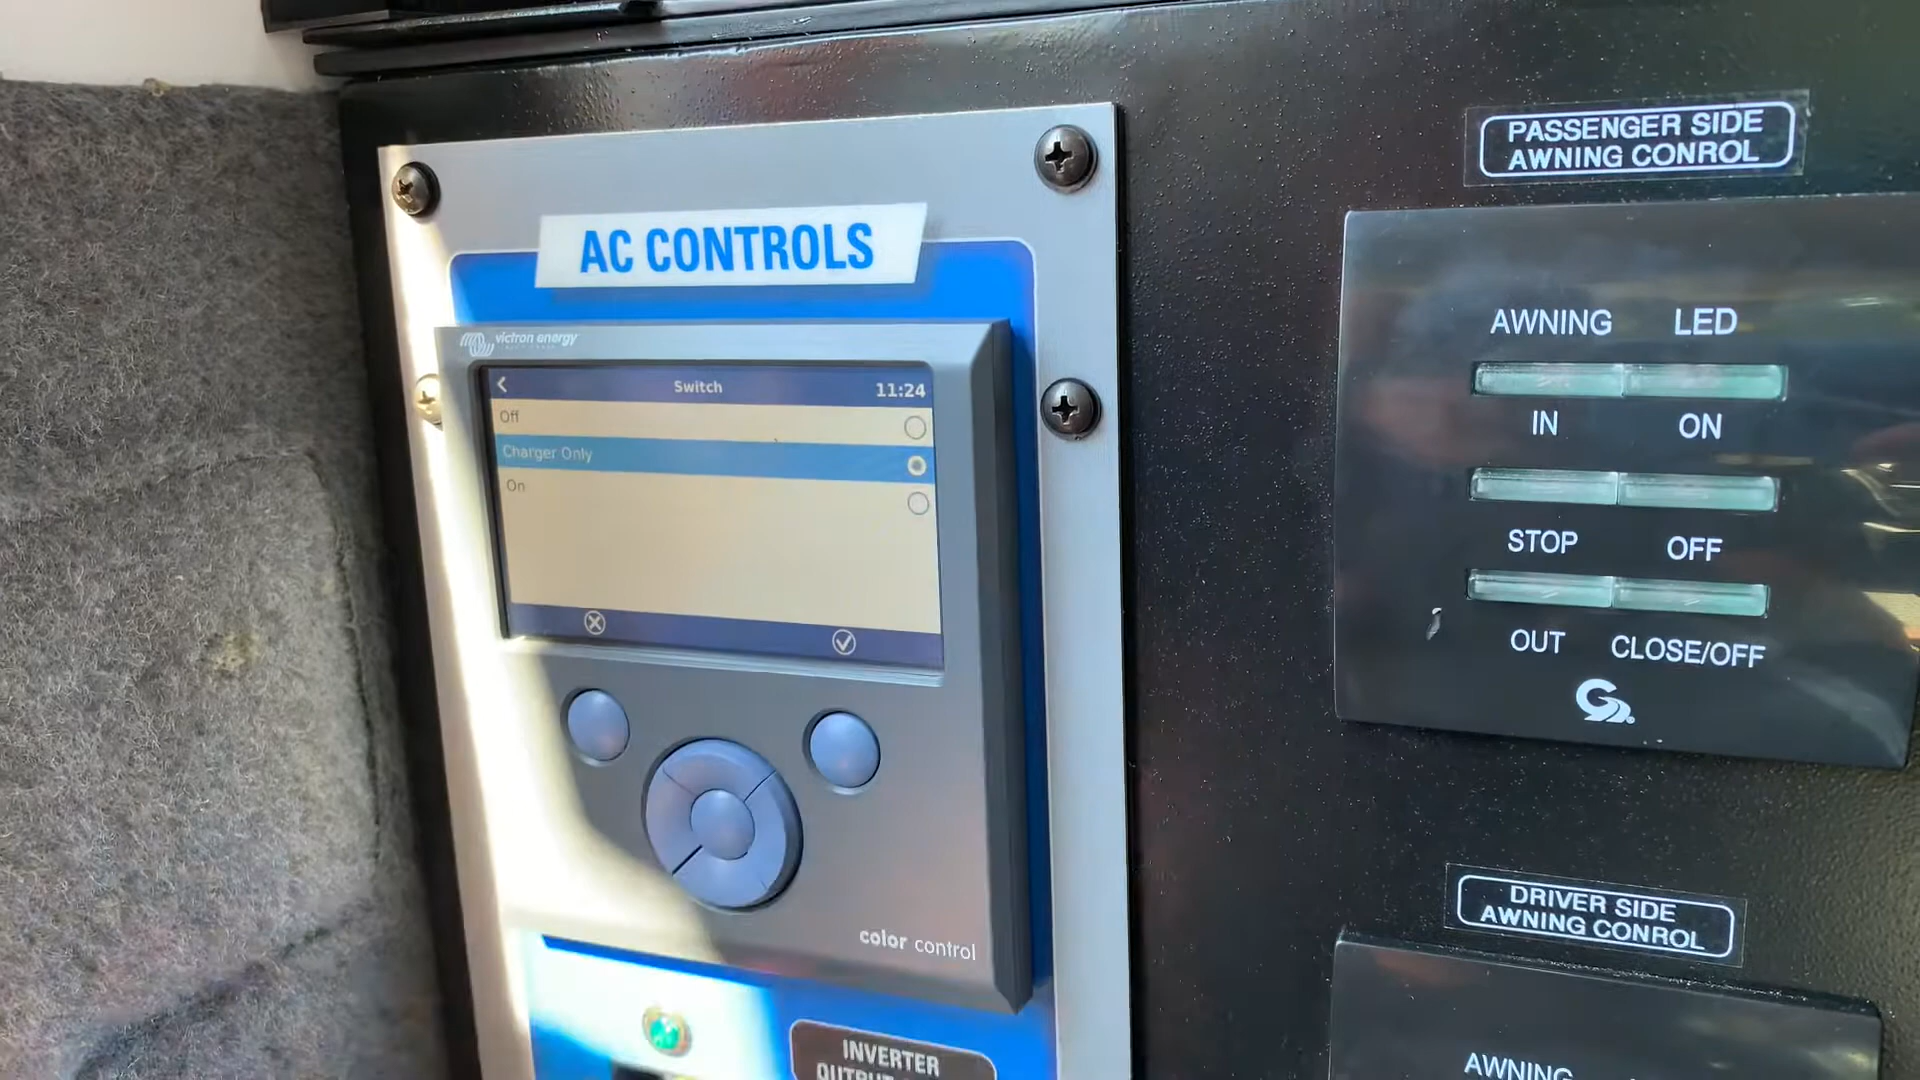 AC CONTROLS
victron energy
Switch
11:24
Off
Charger Only
On
color control
INVERTER
OUTPUT
PASSENGER SIDE
AWNING CONROL
AWNING LED
IN ON
STOP OFF
OUT CLOSE/OFF
DRIVER SIDE
AWNING CONROL
AWNING